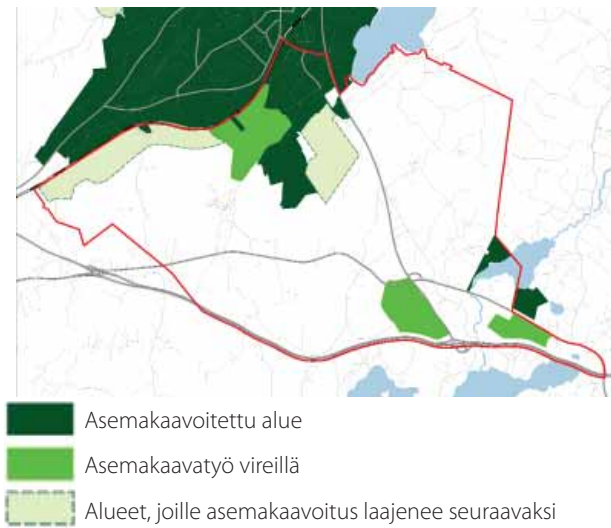 Asemakaavoitettu alue
Asemakaavatyö vireillä
Alueet, joille asemakaavoitus laajenee seuraavaksi